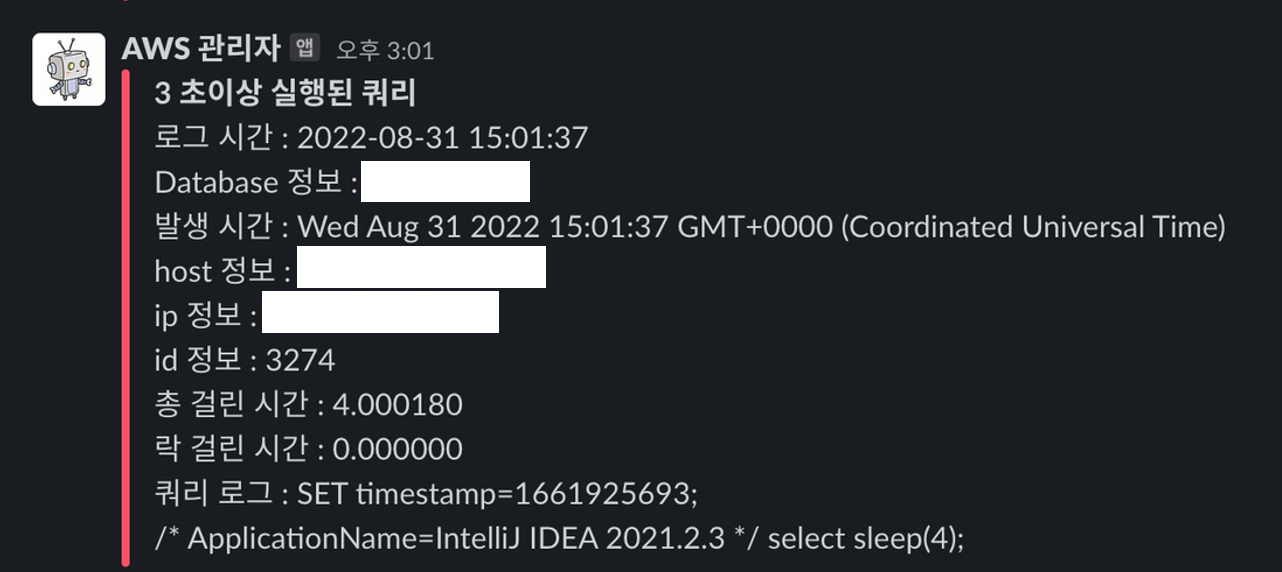 AWS 관리자 앱 오후 3:01
3 초이상 실행된 쿼리
로그 시간 : 2022-08-31 15:01:37
Database 정보 :
발생 시간 : Wed Aug 31 2022 15:01:37 GMT+0000 (Coordinated Universal Time)
host 정보 :
ip 정보 :
id 정보 : 3274
총 걸린 시간 : 4.000180
락 걸린 시간 : 0.000000
쿼리 로그 : SET timestamp=1661925693;
/* ApplicationName=IntelliJ IDEA 2021.2.3 */ select sleep(4);